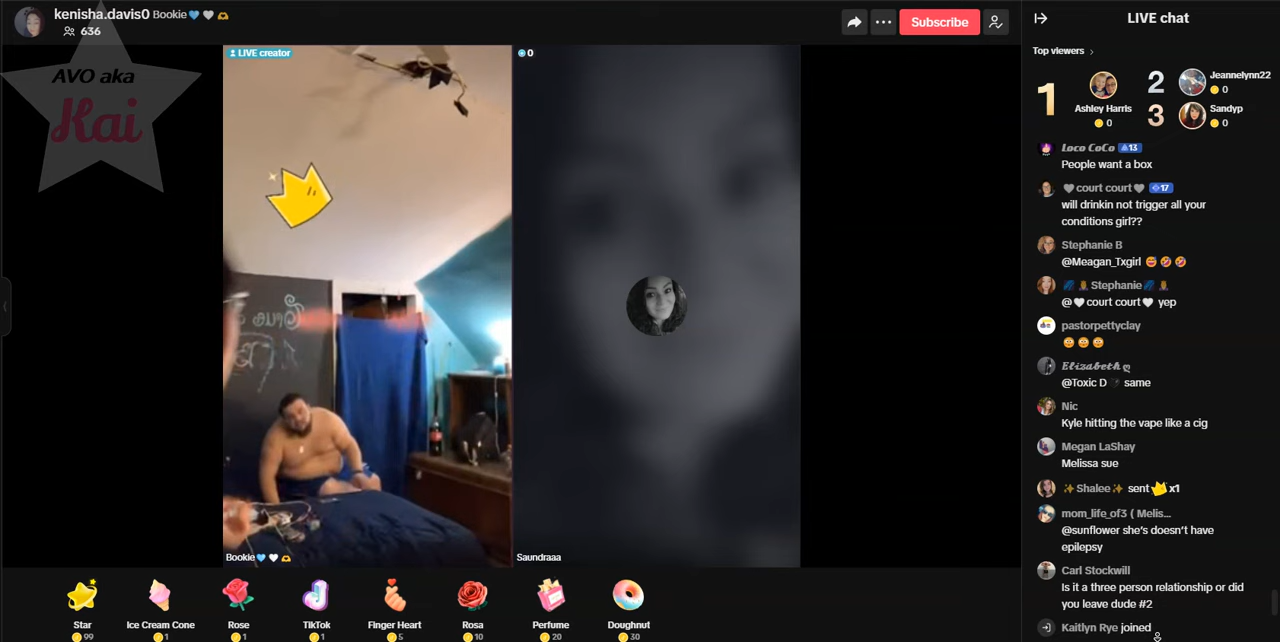 kenisha.davis0 Bookie🩵🤍🫶
636
Subscribe
LIVE chat
AVO aka
Kai
LIVE creator
0
Top viewers
1
Ashley Harris
0
2
Jeannelynn22
0
3
Sandyp
0
Loco CoCo 13
People want a box
🤍court court🤍 17
will drinkin not trigger all your
conditions girl??
Stephanie B
@Meagan_Txgirl 😅 🤣 🤣
Stephanie
@🤍court court🤍 yep
pastorpettyclay
😳 😳 😳
Elizabeth ღ
@Toxic D same
Nic
Kyle hitting the vape like a cig
Megan LaShay
Melissa sue
✨Shalee✨ sent x1
mom_life_of3 ( Melis...
@sunflower she's doesn't have
epilepsy
Carl Stockwill
Is it a three person relationship or did
you leave dude #2
Kaitlyn Rye joined
Bookie🩵🤍🫶
Saundraaa
Star
99
Ice Cream Cone
1
Rose
1
TikTok
1
Finger Heart
5
Rosa
10
Perfume
20
Doughnut
30